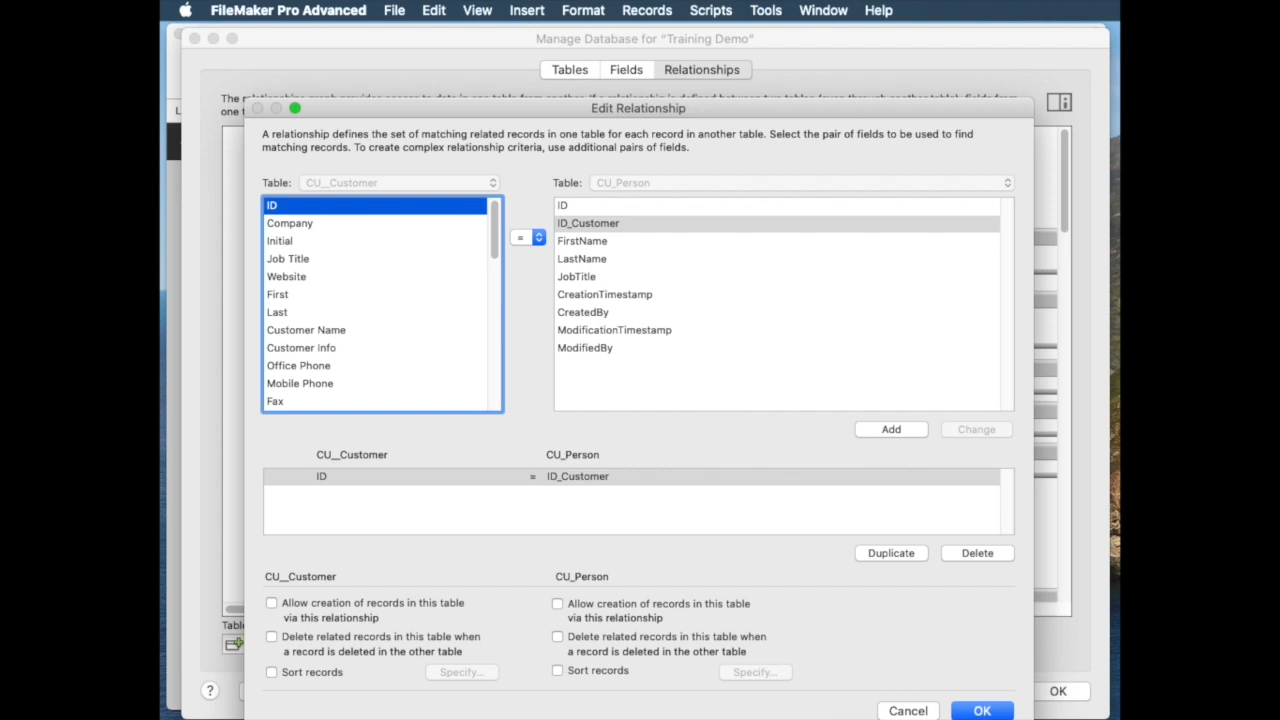 FileMaker Pro Advanced File Edit View Insert Format Records Scripts Tools Window Help
Manage Database for "Training Demo"
Tables Fields Relationships
Edit Relationship
A relationship defines the set of matching related records in one table for each record in another table. Select the pair of fields to be used to find
matching records. To create complex relationship criteria, use additional pairs of fields.
Table: CU__Customer Table: CU_Person
ID ID
Company ID_Customer
Initial = FirstName
Job Title LastName
Website JobTitle
First CreationTimestamp
Last CreatedBy
Customer Name ModificationTimestamp
Customer Info ModifiedBy
Office Phone
Mobile Phone
Fax
Add Change
CU__Customer CU_Person
ID = ID_Customer
Duplicate Delete
CU__Customer CU_Person
Allow creation of records in this table Allow creation of records in this table
via this relationship via this relationship
Delete related records in this table when Delete related records in this table when
a record is deleted in the other table a record is deleted in the other table
Sort records Specify... Sort records Specify...
? OK
Cancel OK